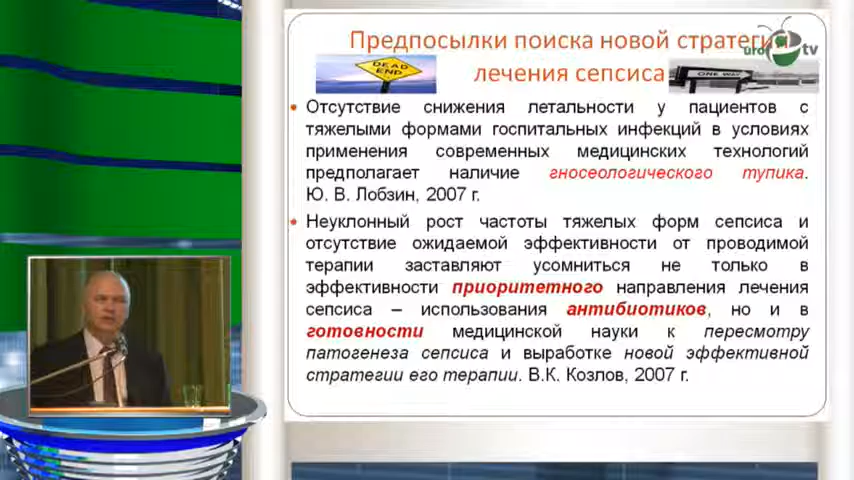 Предпосылки поиска новой стратегии
лечения сепсиса
uro tv
DEAD
END
ONE WAY
• Отсутствие снижения летальности у пациентов с
тяжелыми формами госпитальных инфекций в условиях
применения современных медицинских технологий
предполагает наличие гносеологического тупика.
Ю. В. Лобзин, 2007 г.
• Неуклонный рост частоты тяжелых форм сепсиса и
отсутствие ожидаемой эффективности от проводимой
терапии заставляют усомниться не только в
эффективности приоритетного направления лечения
сепсиса – использования антибиотиков, но и в
готовности медицинской науки к пересмотру
патогенеза сепсиса и выработке новой эффективной
стратегии его терапии. В.К. Козлов, 2007 г.